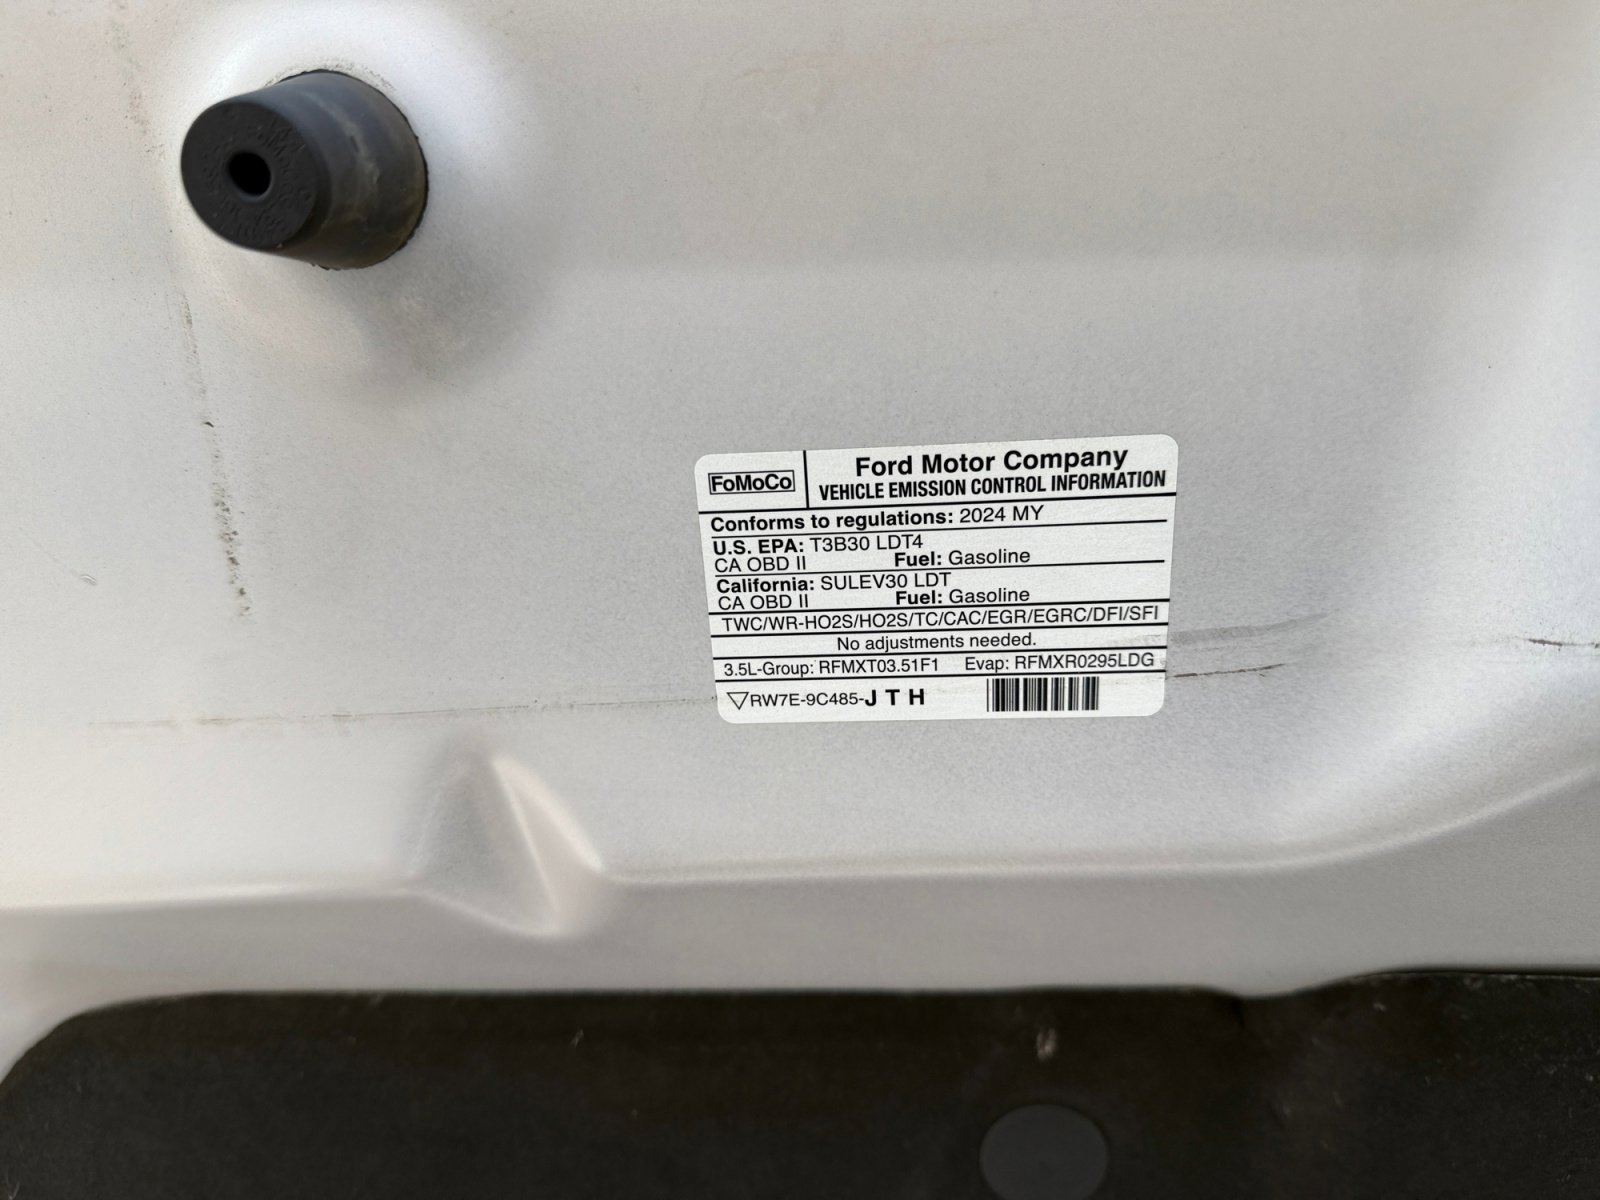 FoMoCo
Ford Motor Company
VEHICLE EMISSION CONTROL INFORMATION
Conforms to regulations: 2024 MY
U.S. EPA: T3B30 LDT4
CA OBD II Fuel: Gasoline
California: SULEV30 LDT
CA OBD II Fuel: Gasoline
TWC/WR-HO2S/HO2S/TC/CAC/EGR/EGRC/DFI/SFI
No adjustments needed.
3.5L-Group: RFMXT03.51F1 Evap: RFMXR0295LDG
RW7E-9C485-J T H